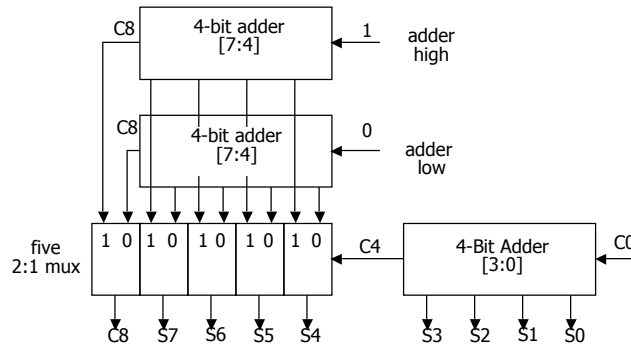 C8
4-bit adder
[7:4]
1
adder
high
C8
4-bit adder
[7:4]
0
adder
low
five
2:1 mux
1 0 1 0 1 0 1 0 1 0
C4
4-Bit Adder
[3:0]
C0
C8 S7 S6 S5 S4
S3 S2 S1 S0